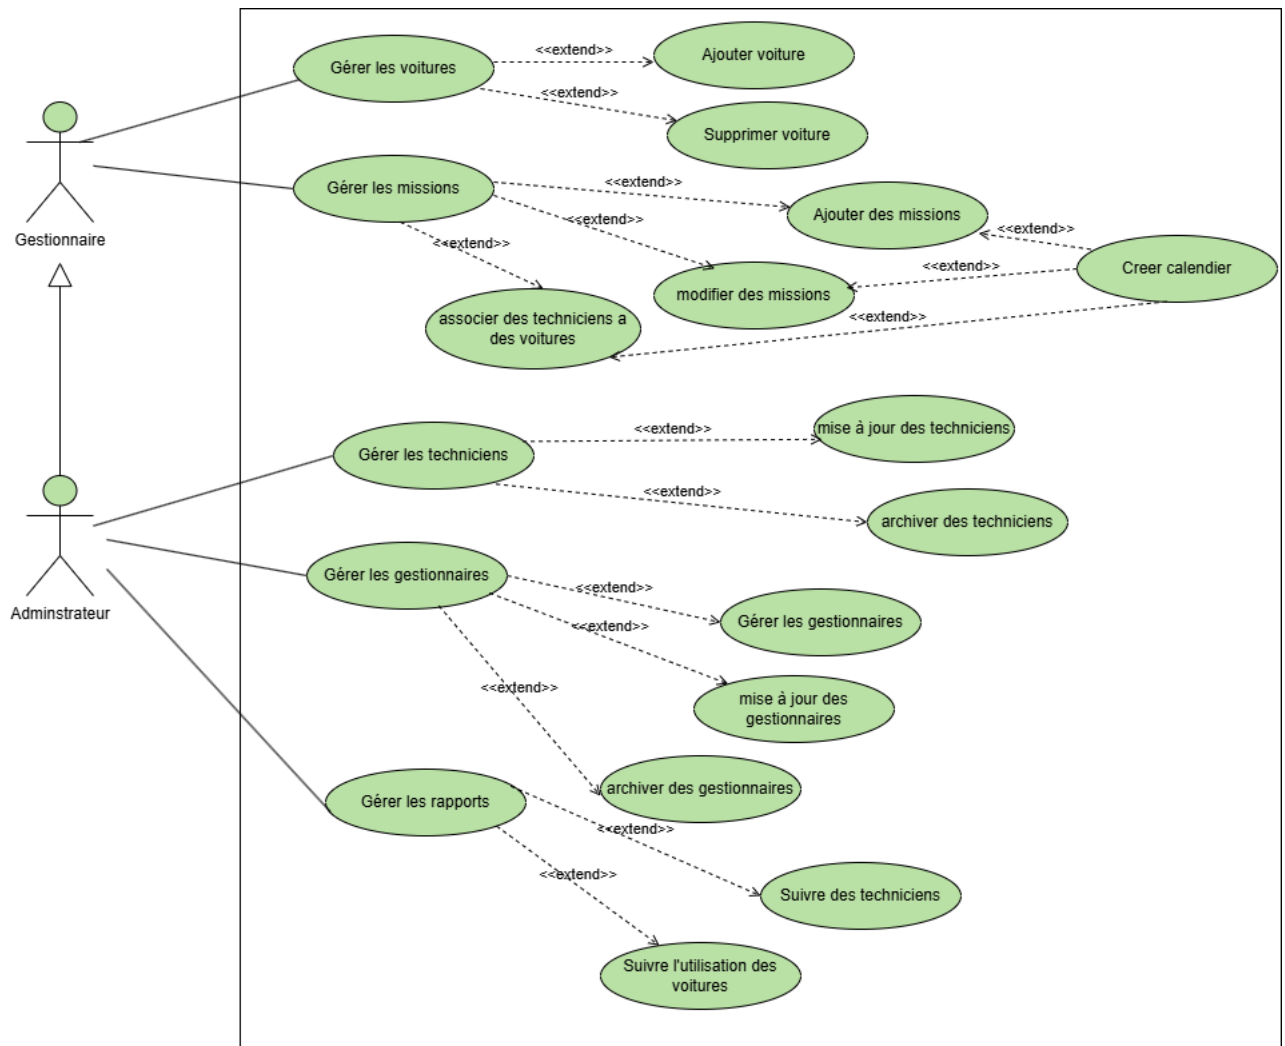 <<extend>>
Ajouter voiture
Gérer les voitures
<<extend>>
Supprimer voiture
Gérer les missions
<<extend>>
Ajouter des missions
<<extend>>
<<extend>>
Gestionnaire
<<extend>>
<<extend>>
Creer calendier
modifier des missions
<<extend>>
associer des techniciens a
des voitures
mise à jour des techniciens
<<extend>>
Gérer les techniciens
<<extend>>
archiver des techniciens
Gérer les gestionnaires
<<extend>>
Adminstrateur
Gérer les gestionnaires
<<extend>>
<<extend>>
mise à jour des
gestionnaires
archiver des gestionnaires
Gérer les rapports
<<extend>>
<<extend>>
Suivre des techniciens
Suivre l'utilisation des
voitures